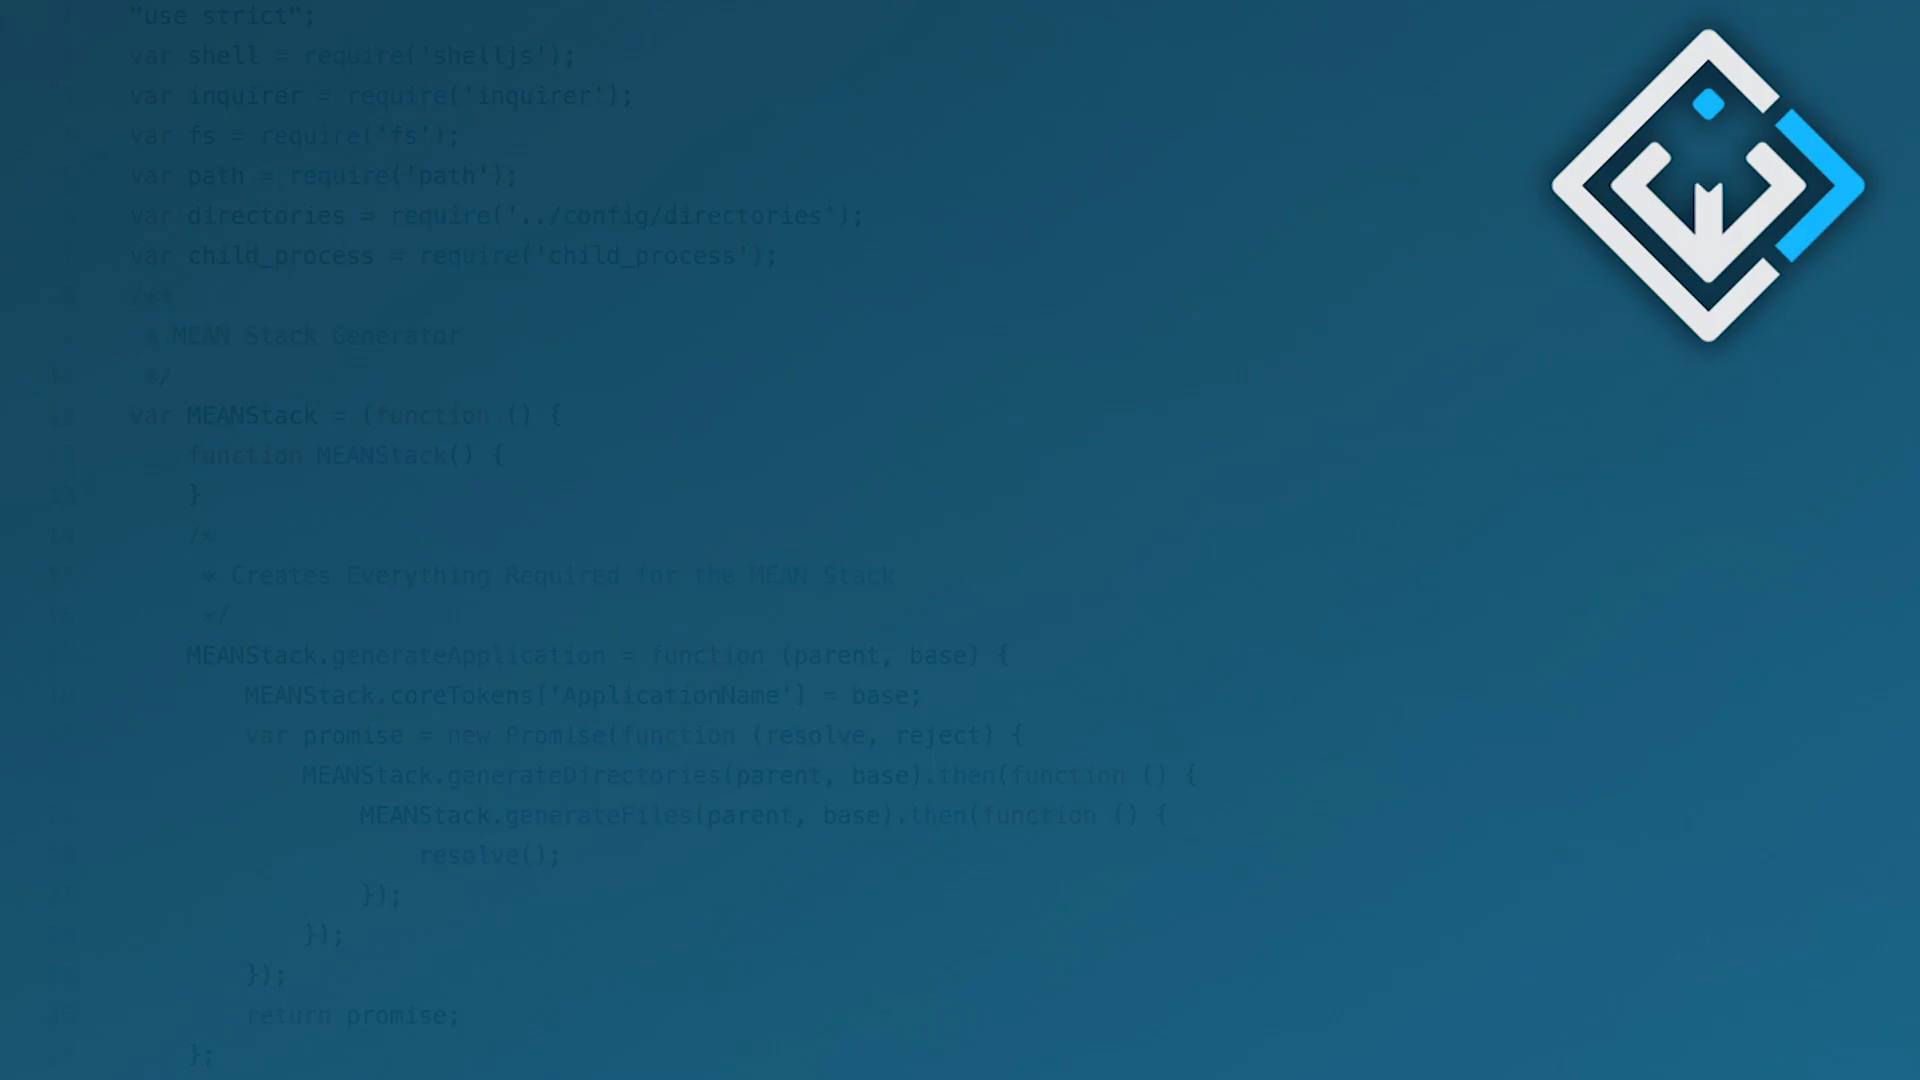 "use strict";
var shell = require('shelljs');
var inquirer = require('inquirer');
var fs = require('fs');
var path = require('path');
var directories = require('../config/directories');
var child_process = require('child_process');
/**
* MEAN Stack Generator
*/
var MEANStack = (function () {
function MEANStack() {
}
14 /*
* Creates Everything Required for the MEAN Stack
*/
MEANStack.generateApplication = function (parent, base) {
MEANStack.coreTokens['ApplicationName'] = base;
var promise = new Promise(function (resolve, reject) {
MEANStack.generateDirectories(parent, base).then(function () {
MEANStack.generateFiles(parent, base).then(function () {
resolve();
});
});
});
return promise;
};